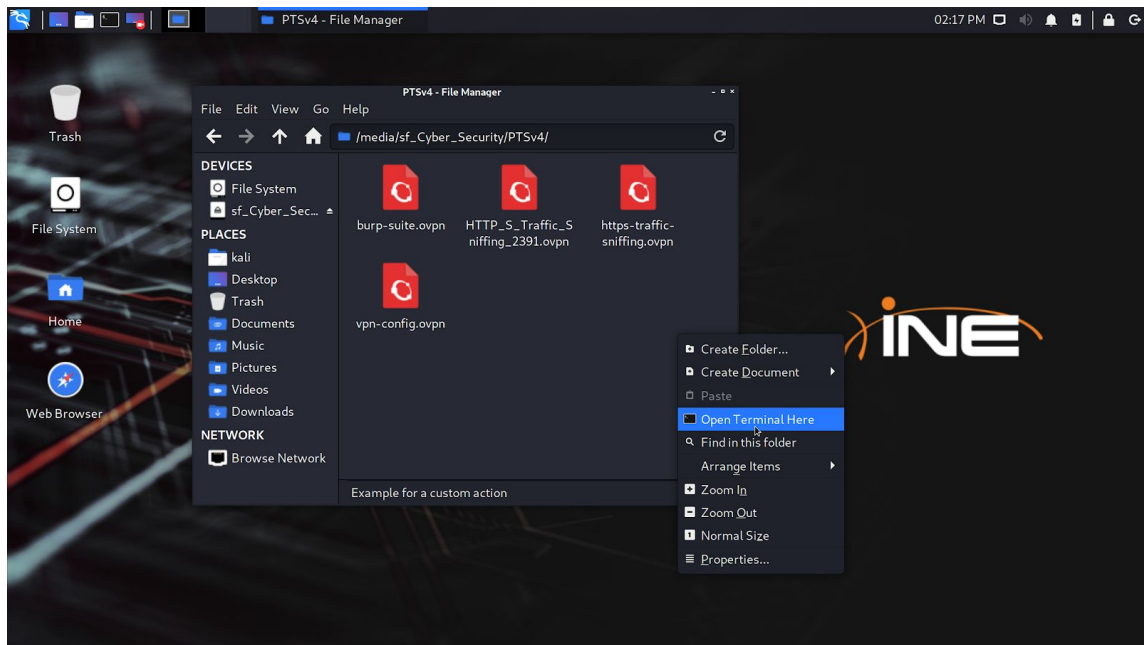 PTSv4 - File Manager
02:17 PM
Trash
File System
Home
Web Browser
PTSv4 - File Manager
File Edit View Go Help
/media/sf_Cyber_Security/PTSv4/
DEVICES
File System
sf_Cyber_Sec...
PLACES
kali
Desktop
Trash
Documents
Music
Pictures
Videos
Downloads
NETWORK
Browse Network
burp-suite.ovpn
HTTP_S_Traffic_S
niffing_2391.ovpn
https-traffic-
sniffing.ovpn
vpn-config.ovpn
Example for a custom action
Create Folder...
Create Document
Paste
Open Terminal Here
Find in this folder
Arrange Items
Zoom In
Zoom Out
Normal Size
Properties...
INE